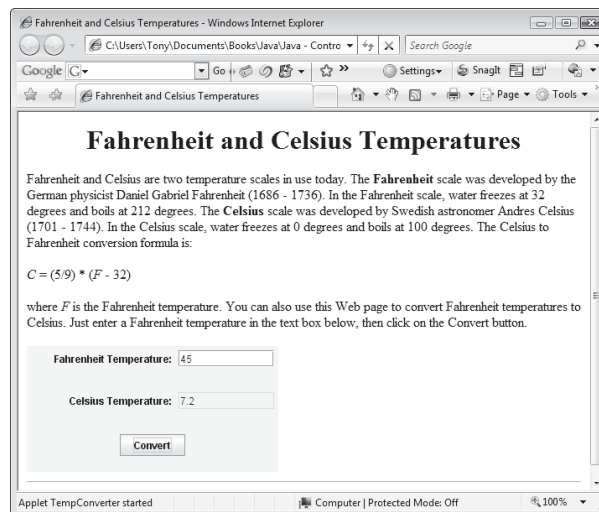 Fahrenheit and Celsius Temperatures - Windows Internet Explorer
C:\Users\Tony\Documents\Books\Java\Java - Contro
Search Google
Google G Go Settings SnagIt
Fahrenheit and Celsius Temperatures Page Tools
Fahrenheit and Celsius Temperatures
Fahrenheit and Celsius are two temperature scales in use today. The Fahrenheit scale was developed by the
German physicist Daniel Gabriel Fahrenheit (1686 - 1736). In the Fahrenheit scale, water freezes at 32
degrees and boils at 212 degrees. The Celsius scale was developed by Swedish astronomer Andres Celsius
(1701 - 1744). In the Celsius scale, water freezes at 0 degrees and boils at 100 degrees. The Celsius to
Fahrenheit conversion formula is:
C = (5/9) * (F - 32)
where F is the Fahrenheit temperature. You can also use this Web page to convert Fahrenheit temperatures to
Celsius. Just enter a Fahrenheit temperature in the text box below, then click on the Convert button.
Fahrenheit Temperature: 45
Celsius Temperature: 7.2
Convert
Applet TempConverter started Computer | Protected Mode: Off 100%